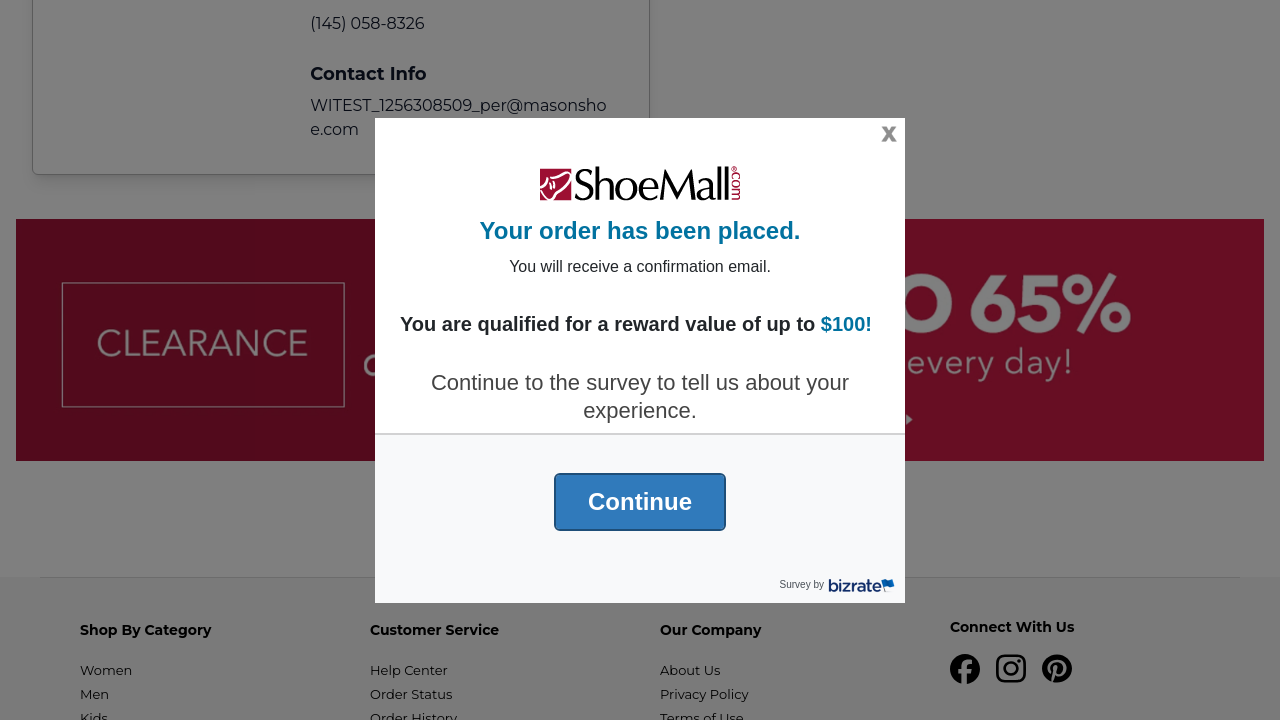 (145) 058-8326
Contact Info
WITEST_1256308509_per@masonsho
e.com
X
ShoeMall®.com
Your order has been placed.
You will receive a confirmation email.
You are qualified for a reward value of up to $100!
Continue to the survey to tell us about your
experience.
Continue
Survey by bizrate
CLEARANCE
65%
every day!
Shop By Category
Women
Men
Kids
Customer Service
Help Center
Order Status
Order History
Our Company
About Us
Privacy Policy
Terms of Use
Connect With Us